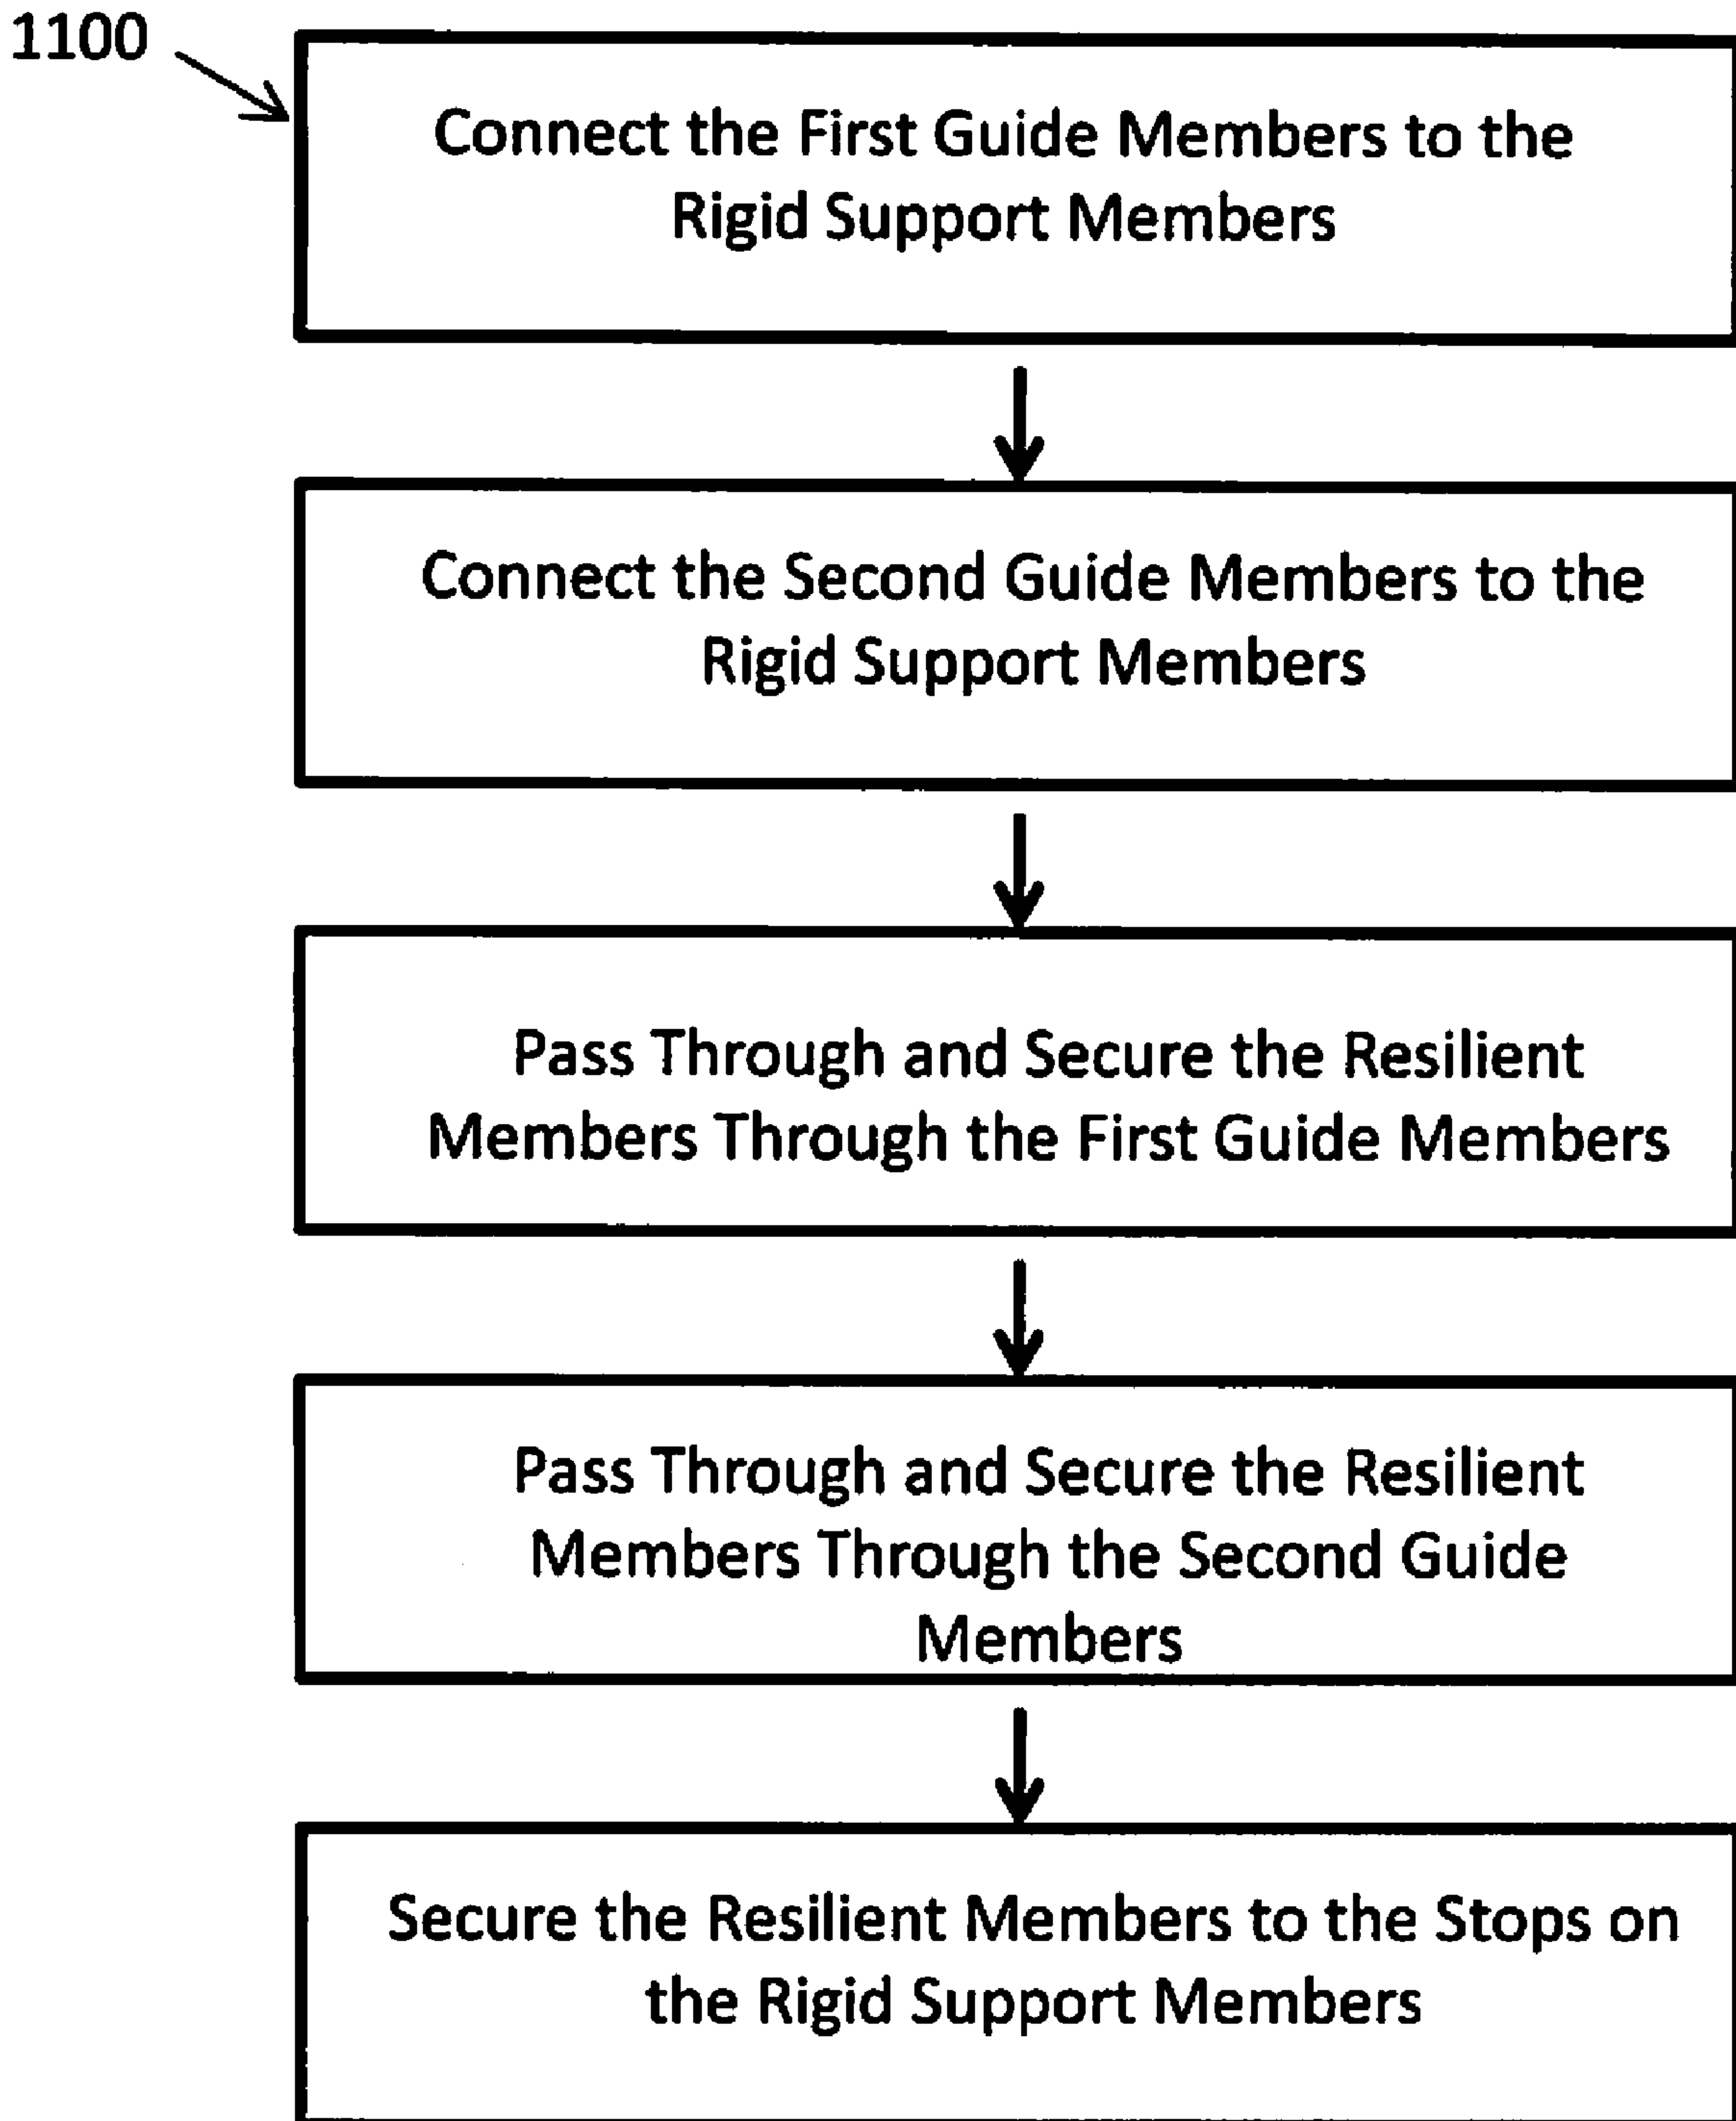 1100
Connect the First Guide Members to the
Rigid Support Members
Connect the Second Guide Members to the
Rigid Support Members
Pass Through and Secure the Resilient
Members Through the First Guide Members
Pass Through and Secure the Resilient
Members Through the Second Guide
Members
Secure the Resilient Members to the Stops on
the Rigid Support Members